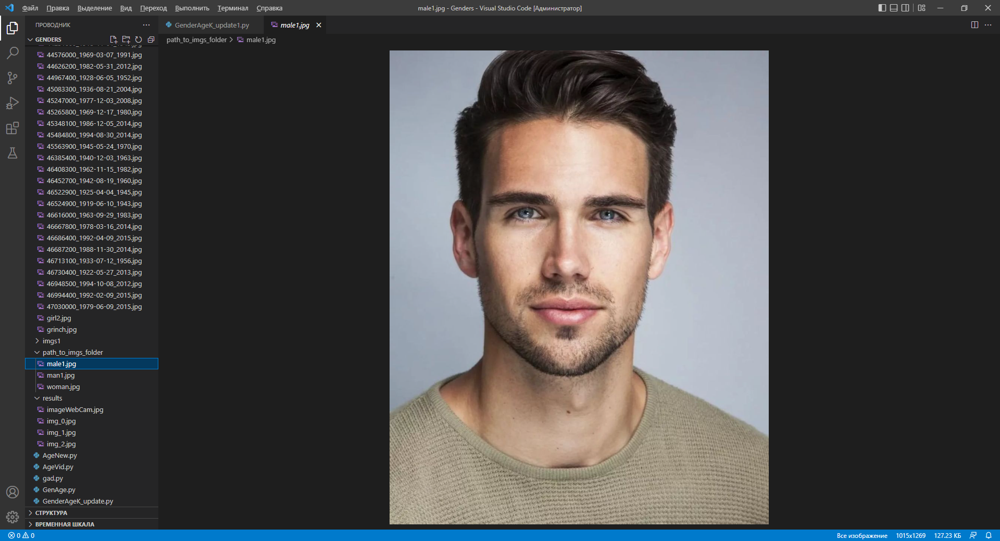 Файл Правка Выделение Вид Переход Выполнить Терминал Справка
male1.jpg - Genders - Visual Studio Code [Администратор]
ПРОВОДНИК
GenderAgeK_update1.py
male1.jpg
GENDERS
path_to_imgs_folder > male1.jpg
44576000_1969-03-07_1991.jpg
44626200_1982-05-31_2012.jpg
44967400_1928-06-05_1952.jpg
45083300_1936-08-21_2004.jpg
45247000_1977-12-03_2008.jpg
45265800_1969-12-17_1980.jpg
45348100_1986-12-05_2014.jpg
45484800_1994-08-30_2014.jpg
45563900_1945-05-24_1970.jpg
46385400_1940-12-03_1963.jpg
46408300_1962-11-15_1982.jpg
46452700_1942-08-19_1960.jpg
46522900_1925-04-04_1945.jpg
46524900_1919-06-10_1943.jpg
46616000_1963-09-29_1983.jpg
46667800_1978-03-16_2014.jpg
46686400_1992-04-09_2015.jpg
46687200_1988-11-30_2014.jpg
46713100_1933-07-12_1956.jpg
46730400_1922-05-27_2013.jpg
46948500_1994-10-08_2012.jpg
46994400_1992-02-09_2015.jpg
47030000_1979-06-09_2015.jpg
girl2.jpg
grinch.jpg
imgs1
path_to_imgs_folder
male1.jpg
man1.jpg
woman.jpg
results
imageWebCam.jpg
img_0.jpg
img_1.jpg
img_2.jpg
AgeNew.py
AgeVid.py
gad.py
GenAge.py
GenderAgeK_update.py
СТРУКТУРА
ВРЕМЕННАЯ ШКАЛА
0 0
Все изображение 1015x1269 127.23 КБ